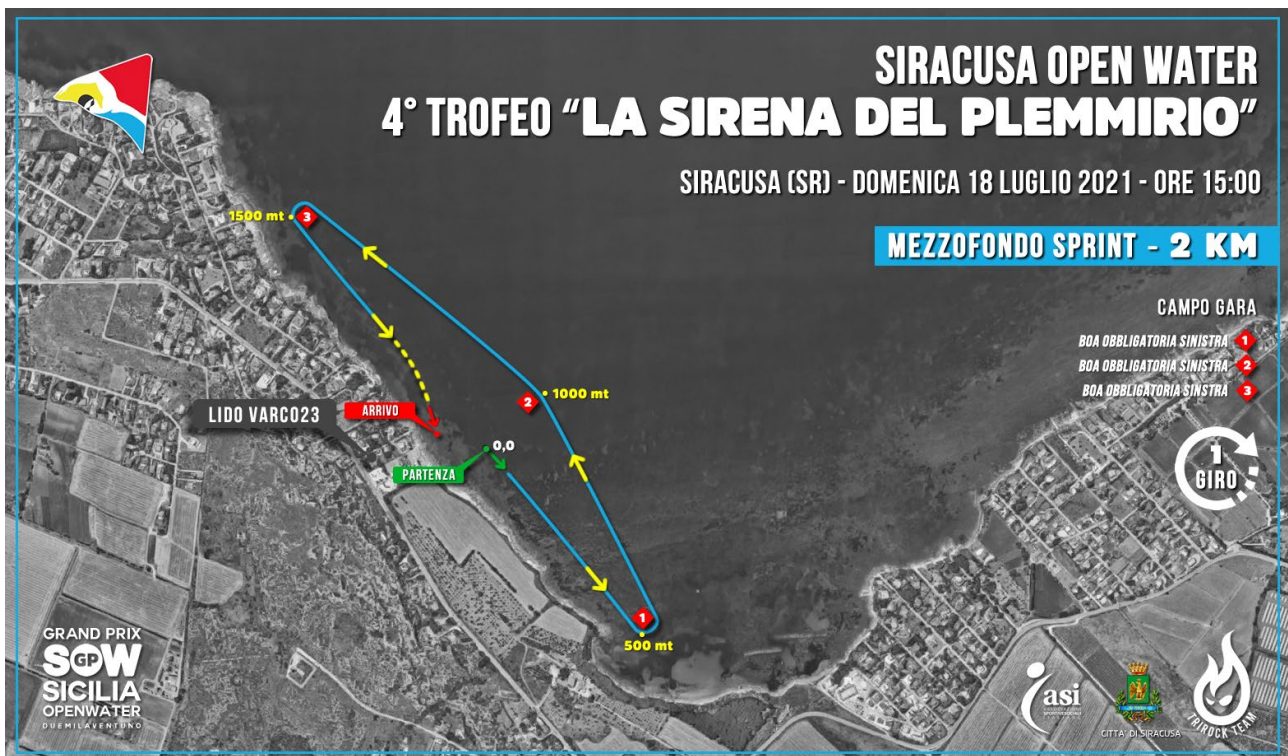 SIRACUSA OPEN WATER
4° TROFEO "LA SIRENA DEL PLEMMIRIO"
SIRACUSA (SR) - DOMENICA 18 LUGLIO 2021 - ORE 15:00
MEZZOFONDO SPRINT - 2 KM
CAMPO GARA
BOA OBBLIGATORIA SINISTRA 1
BOA OBBLIGATORIA SINISTRA 2
BOA OBBLIGATORIA SINSTRA 3
1
GIRO
1500 mt
3
2
1000 mt
LIDO VARCO23
ARRIVO
0,0
PARTENZA
1
500 mt
GRAND PRIX
SOW
GP
SICILIA
OPENWATER
DUEMILAVENTUNO
asi
CITTA' DI SIRACUSA
TRIROCK TEAM